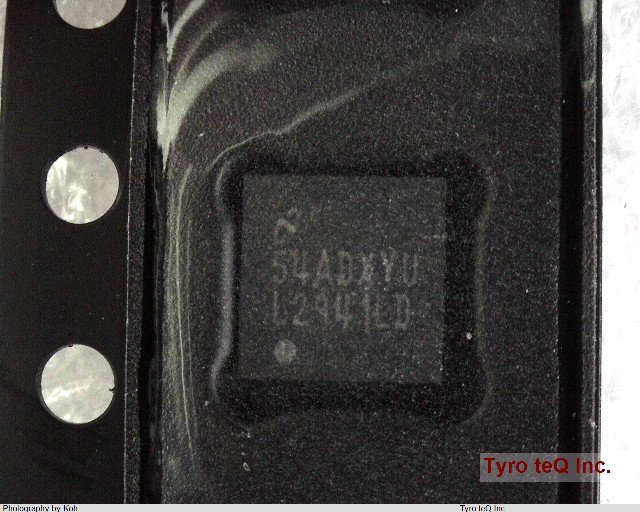 54ADXYU
L2941LD
Tyro teQ Inc.
Photography by Koh
Tyro teQ Inc